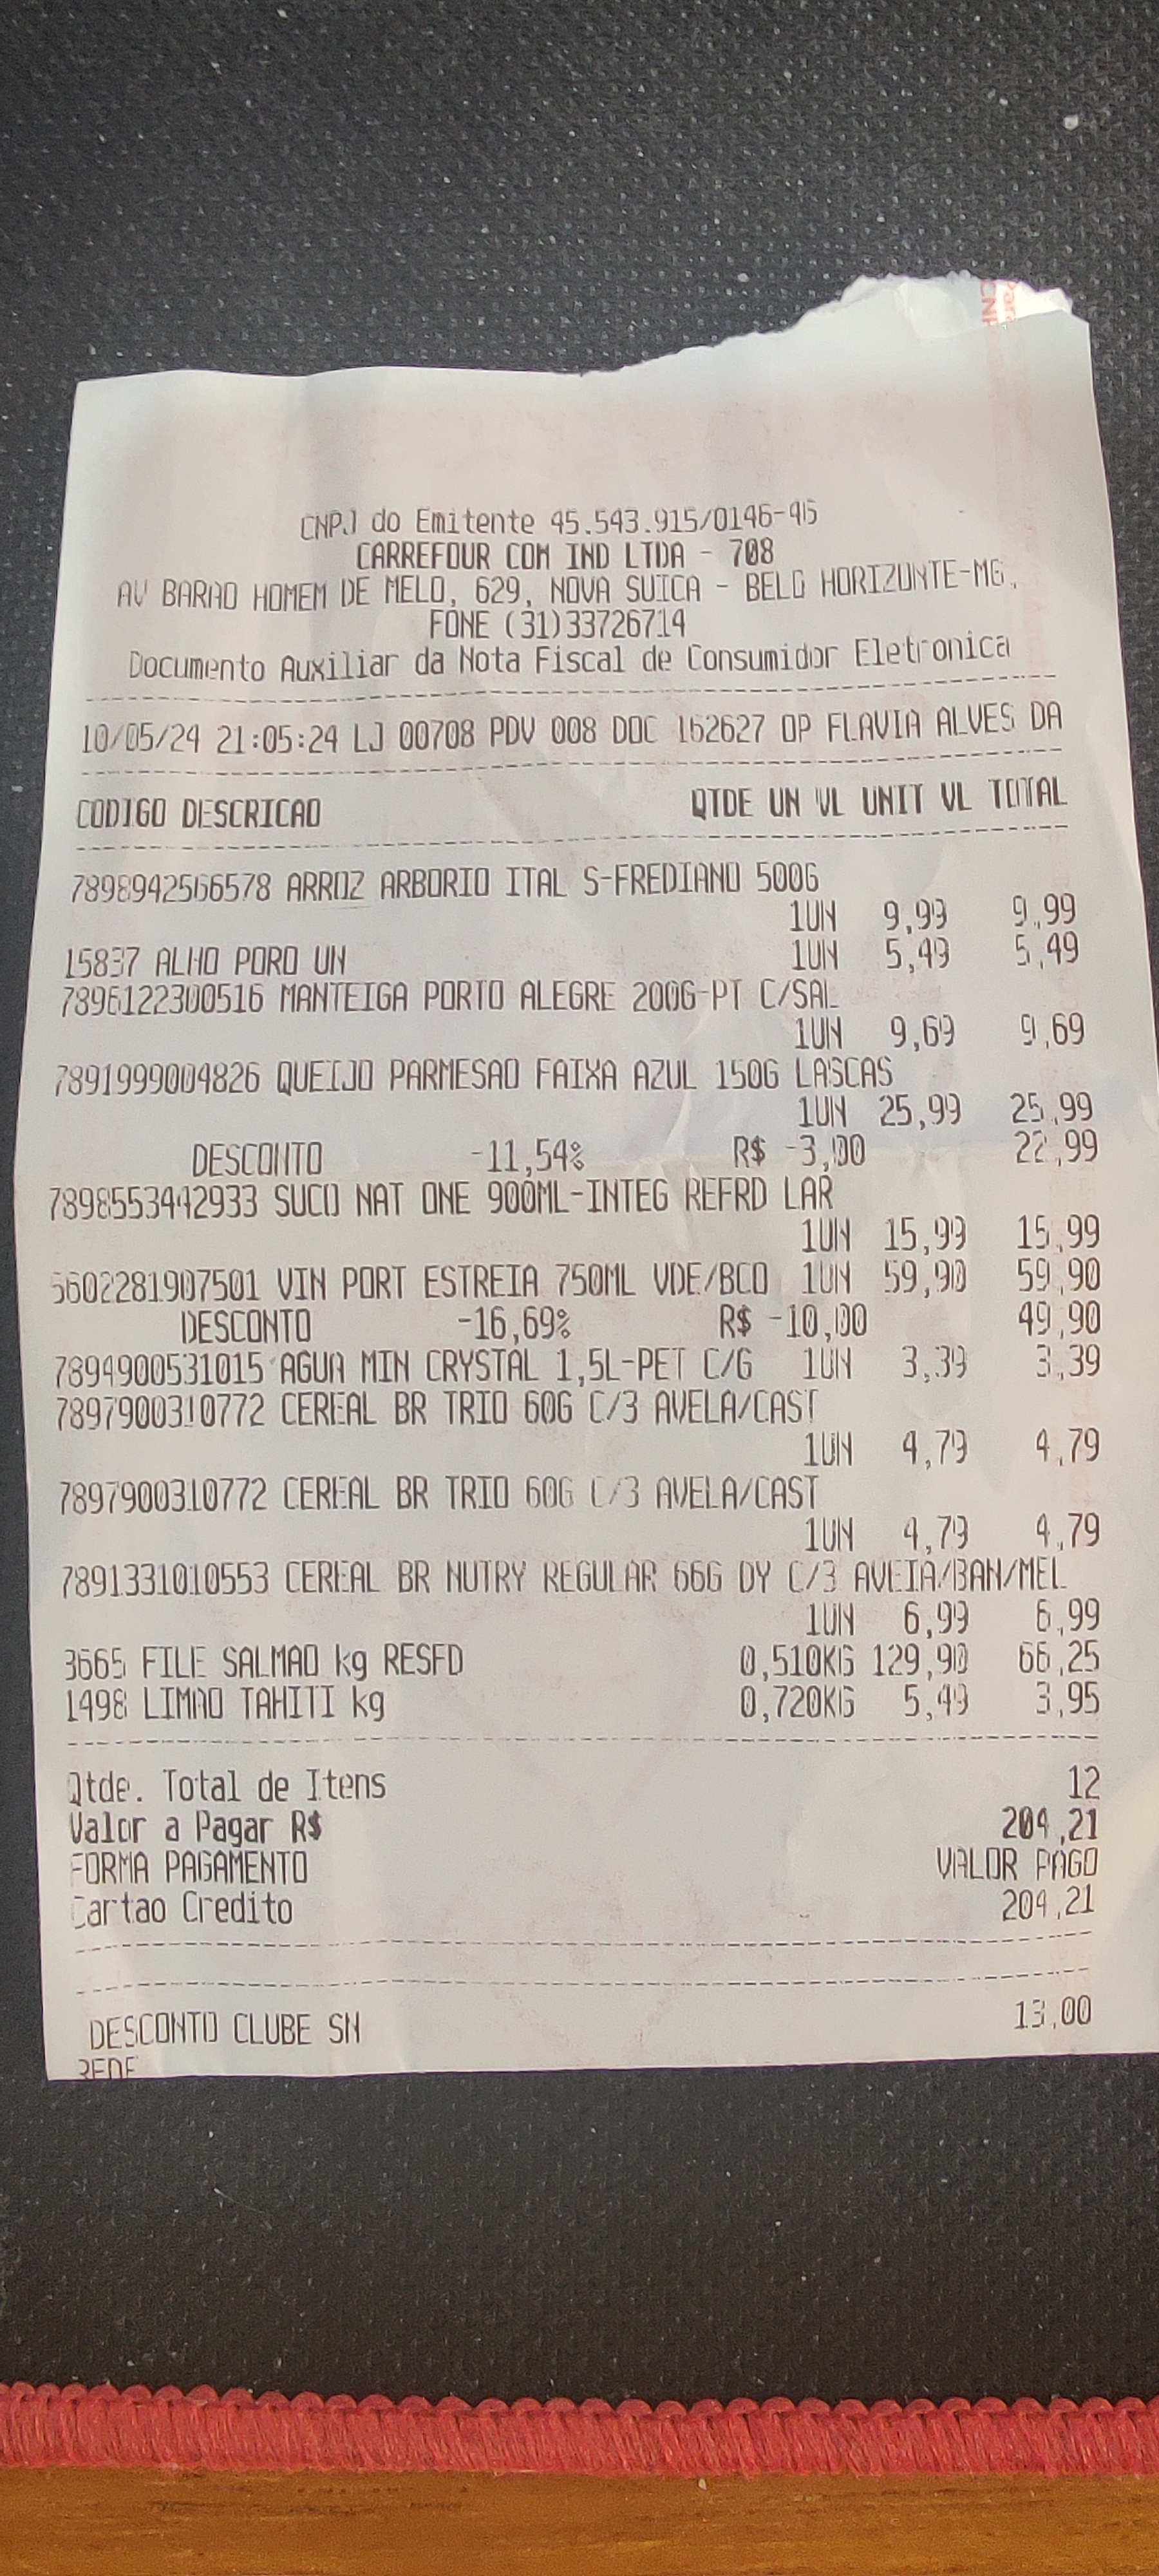 Par
CNP
CNPJ do Emitente 45.543.915/0146-46
CARREFOUR COM IND LTDA - 708
AV BARAO HOMEM DE MELO, 629, NOVA SUICA - BELO HORIZONTE-MG,
FONE (31)33726714
Documento Auxiliar da Nota Fiscal de Consumidor Eletronica
10/05/24 21:05:24 LJ 00708 PDV 008 DOC 162627 OP FLAVIA ALVES DA
CODIGO DESCRICAO QTDE UN VL UNIT VL TOTAL
7898942566578 ARROZ ARBORIO ITAL S-FREDIANO 500G
1UN 9,99 9,99
15837 ALHO PORO UN 1UN 5,49 5,49
7896122300516 MANTEIGA PORTO ALEGRE 200G-PT C/SAL
1UN 9,69 9,69
7891999004826 QUEIJO PARMESAO FAIXA AZUL 150G LASCAS
1UN 25,99 25,99
DESCONTO -11,54% R$ -3,00 22,99
7898553442933 SUCO NAT ONE 900ML-INTEG REFRD LAR
1UN 15,99 15,99
5602281907501 VIN PORT ESTREIA 750ML VDE/BCO 1UN 59,90 59,90
DESCONTO -16,69% R$ -10,00 49,90
7894900531015 AGUA MIN CRYSTAL 1,5L-PET C/G 1UN 3,39 3,39
7897900310772 CEREAL BR TRIO 60G C/3 AVELA/CAST
1UN 4,79 4,79
7897900310772 CEREAL BR TRIO 60G C/3 AVELA/CAST
1UN 4,79 4,79
7891331010553 CEREAL BR NUTRY REGULAR 66G DY C/3 AVEIA/BAN/MEL
1UN 6,99 6,99
3665 FILE SALMAO kg RESFD 0,510KG 129,90 66,25
1498 LIMAO TAHITI kg 0,720KG 5,49 3,95
Qtde. Total de Itens 12
Valor a Pagar R$ 204,21
FORMA PAGAMENTO VALOR PAGO
Cartao Credito 204,21
DESCONTO CLUBE SN 13,00
REDE